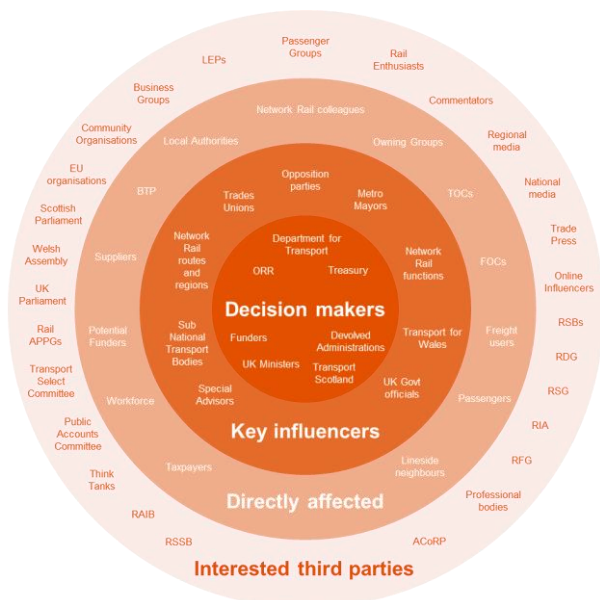 Passenger
Groups
LEPs
Rail
Enthusiasts
Business
Groups
Commentators
Network Rail colleagues
Community
Organisations
Local Authorities
Owning Groups
Regional
media
EU
organisations
BTP
Opposition
parties
TOCs
National
media
Trades
Unions
Metro
Mayors
Scottish
Parliament
Trade
Press
Welsh
Assembly
Suppliers
Network
Rail
routes
and
regions
Department for
Transport
ORR
Treasury
Network
Rail
functions
FOCs
Online
Influencers
UK
Parliament
Decision makers
RSBs
Rail
APPGs
Potential
Funders
Sub
National
Transport
Bodies
Funders
Devolved
Administrations
Transport for
Wales
Freight
users
RDG
Transport
Select
Committee
UK Ministers
Transport
Scotland
Workforce
Special
Advisors
UK Govt
officials
Passengers
RSG
Public
Accounts
Committee
Key influencers
RIA
Think
Tanks
Taxpayers
Lineside
neighbours
RFG
Directly affected
Professional
bodies
RAIB
RSSB
ACoRP
Interested third parties